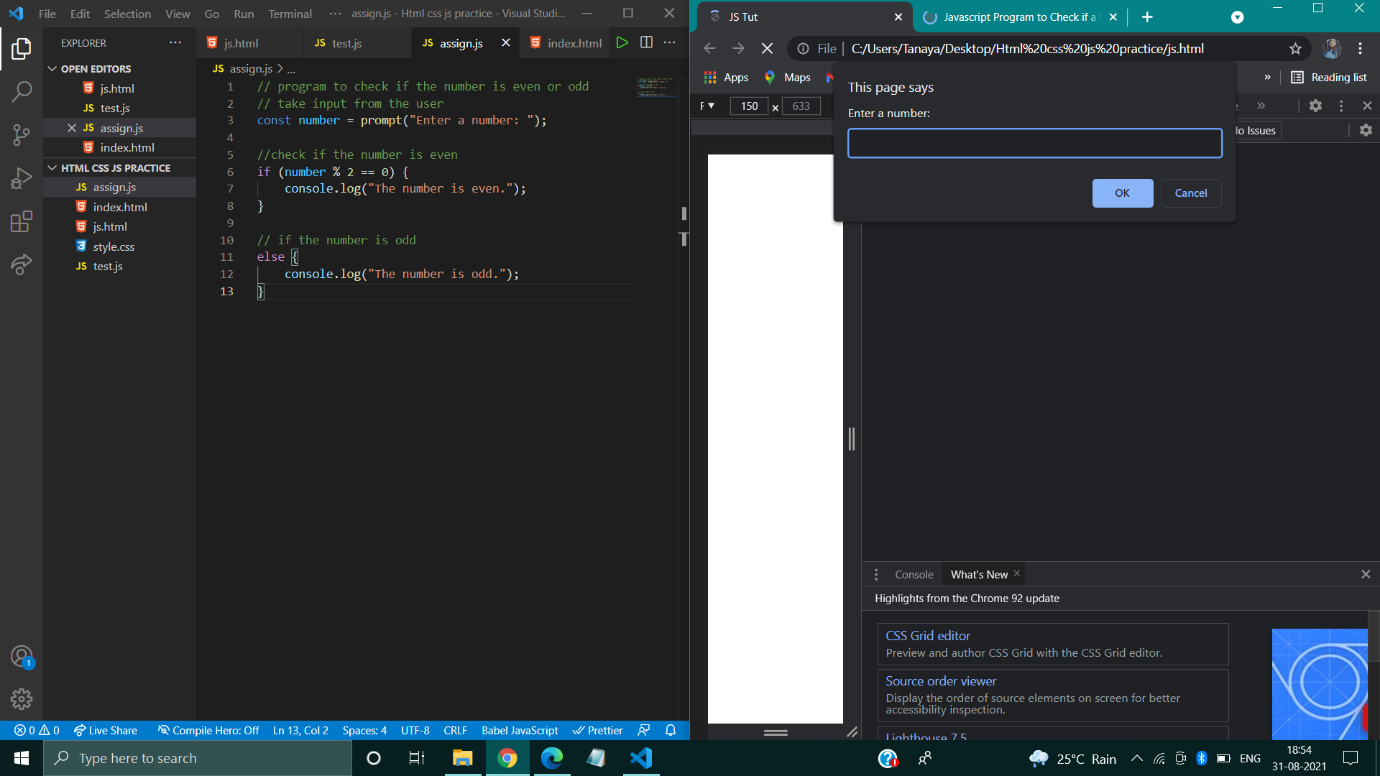 File Edit Selection View Go Run Terminal ··· assign.js - Html css js practice - Visual Studi...
EXPLORER ···
OPEN EDITORS
js.html
test.js
assign.js
index.html
HTML CSS JS PRACTICE
assign.js
index.html
js.html
style.css
test.js
js.html JS test.js JS assign.js index.html ···
JS assign.js > ...
1 // program to check if the number is even or odd
2 // take input from the user
3 const number = prompt("Enter a number: ");
4
5 //check if the number is even
6 if (number % 2 == 0) {
7 console.log("The number is even.");
8 }
9
10 // if the number is odd
11 else {
12 console.log("The number is odd.");
13 }
1
0 0 Live Share Compile Hero: Off Ln 13, Col 2 Spaces: 4 UTF-8 CRLF Babel JavaScript Prettier
JS Tut Javascript Program to Check if a
File | C:/Users/Tanaya/Desktop/Html%20css%20js%20practice/js.html
Apps Maps » Reading list
150 x 633 »
No Issues
This page says
Enter a number:
OK Cancel
Console What's New
Highlights from the Chrome 92 update
CSS Grid editor
Preview and author CSS Grid with the CSS Grid editor.
Source order viewer
Display the order of source elements on screen for better
accessibility inspection.
Lighthouse 7.5
Type here to search
25°C Rain ENG 18:54
31-08-2021